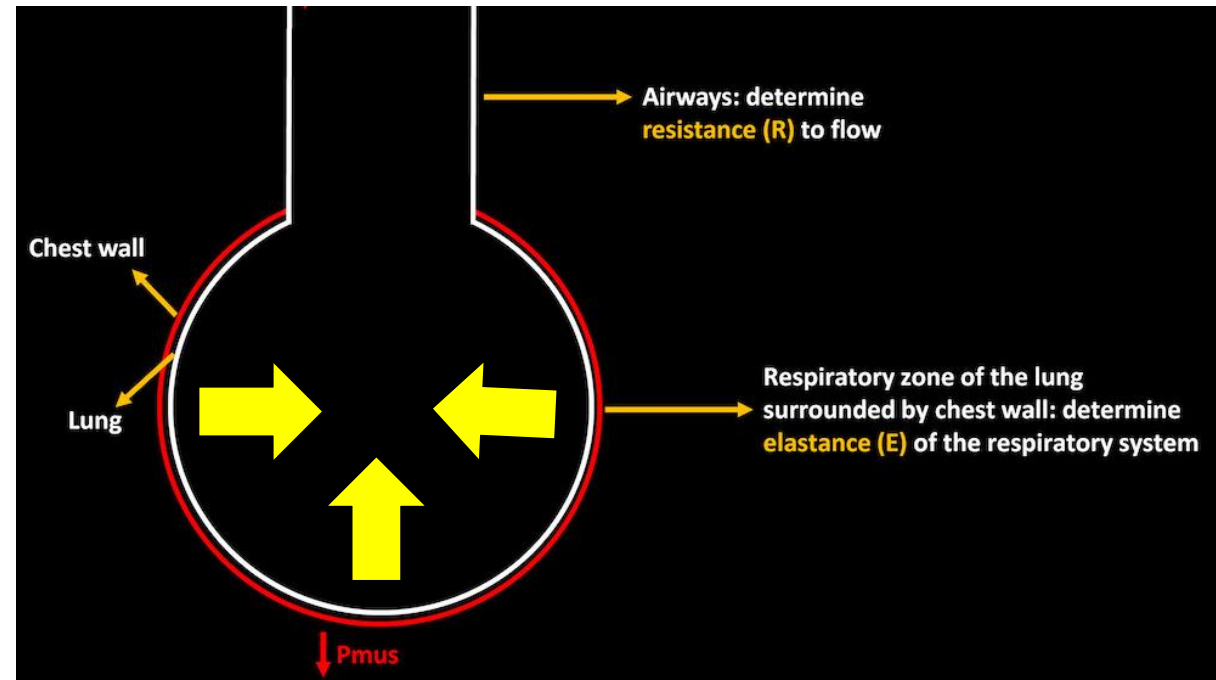 Airways: determine
resistance (R) to flow
Chest wall
Lung
Respiratory zone of the lung
surrounded by chest wall: determine
elastance (E) of the respiratory system
Pmus